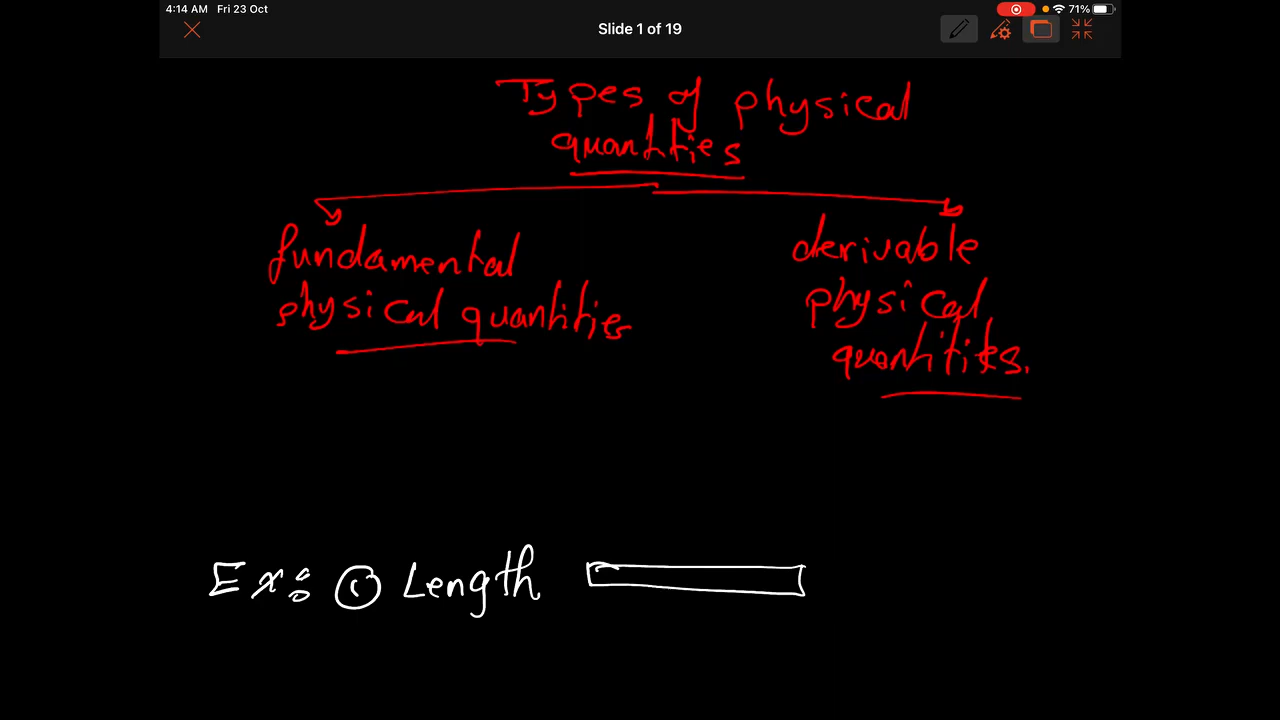 4:14 AM Fri 23 Oct
71%
Slide 1 of 19
Types of physical
quantities
fundamental
physical quantities
derivable
physical
quantities.
Ex: ① Length